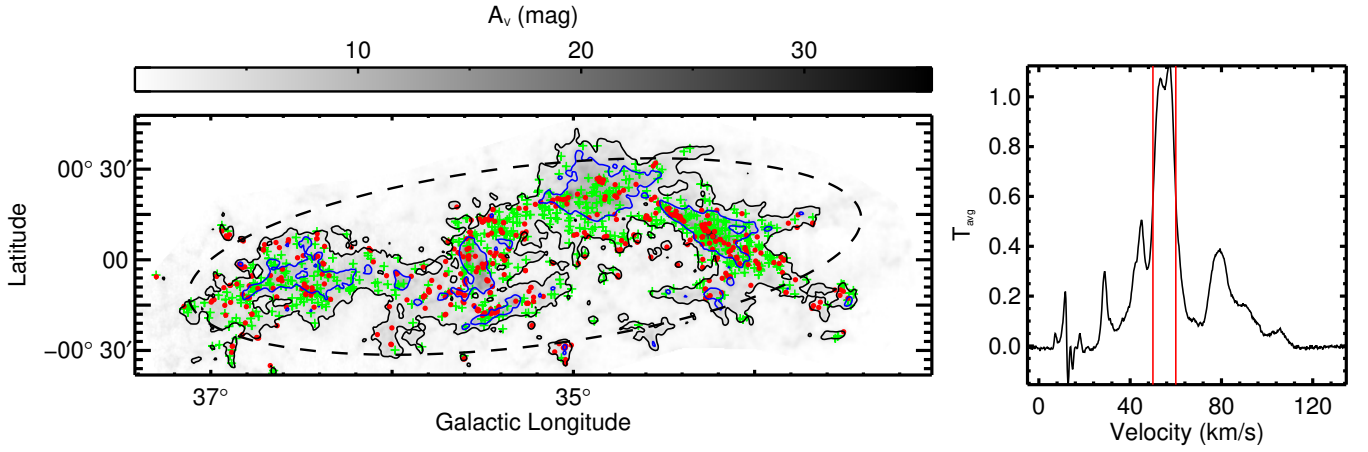 Aᵥ (mag)
10 20 30
00° 30′
00
−00° 30′
Latitude
37° 35°
Galactic Longitude
1.0
0.8
0.6
0.4
0.2
0.0
T avg
0 40 80 120
Velocity (km/s)